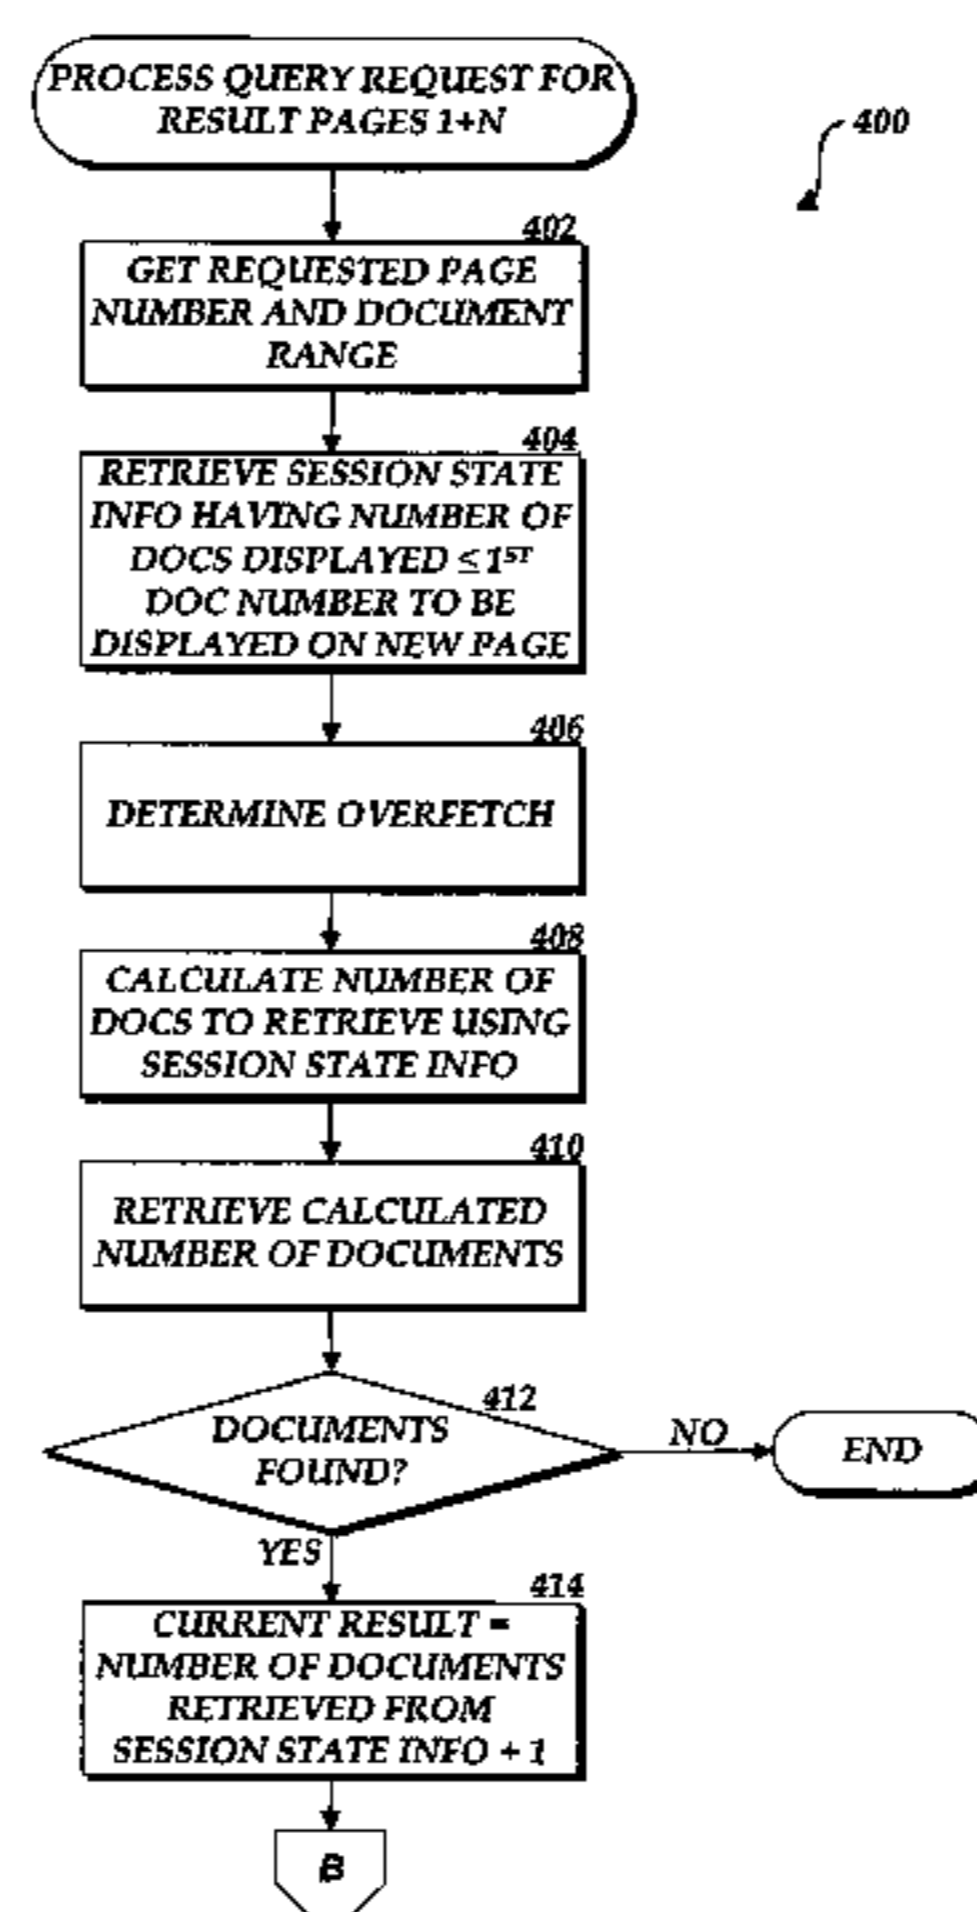 PROCESS QUERY REQUEST FOR
RESULT PAGES 1+N
400
402
GET REQUESTED PAGE
NUMBER AND DOCUMENT
RANGE
404
RETRIEVE SESSION STATE
INFO HAVING NUMBER OF
DOCS DISPLAYED ≤ 1ST
DOC NUMBER TO BE
DISPLAYED ON NEW PAGE
406
DETERMINE OVERFETCH
408
CALCULATE NUMBER OF
DOCS TO RETRIEVE USING
SESSION STATE INFO
410
RETRIEVE CALCULATED
NUMBER OF DOCUMENTS
412
DOCUMENTS
FOUND?
NO
END
YES
414
CURRENT RESULT =
NUMBER OF DOCUMENTS
RETRIEVED FROM
SESSION STATE INFO + 1
B